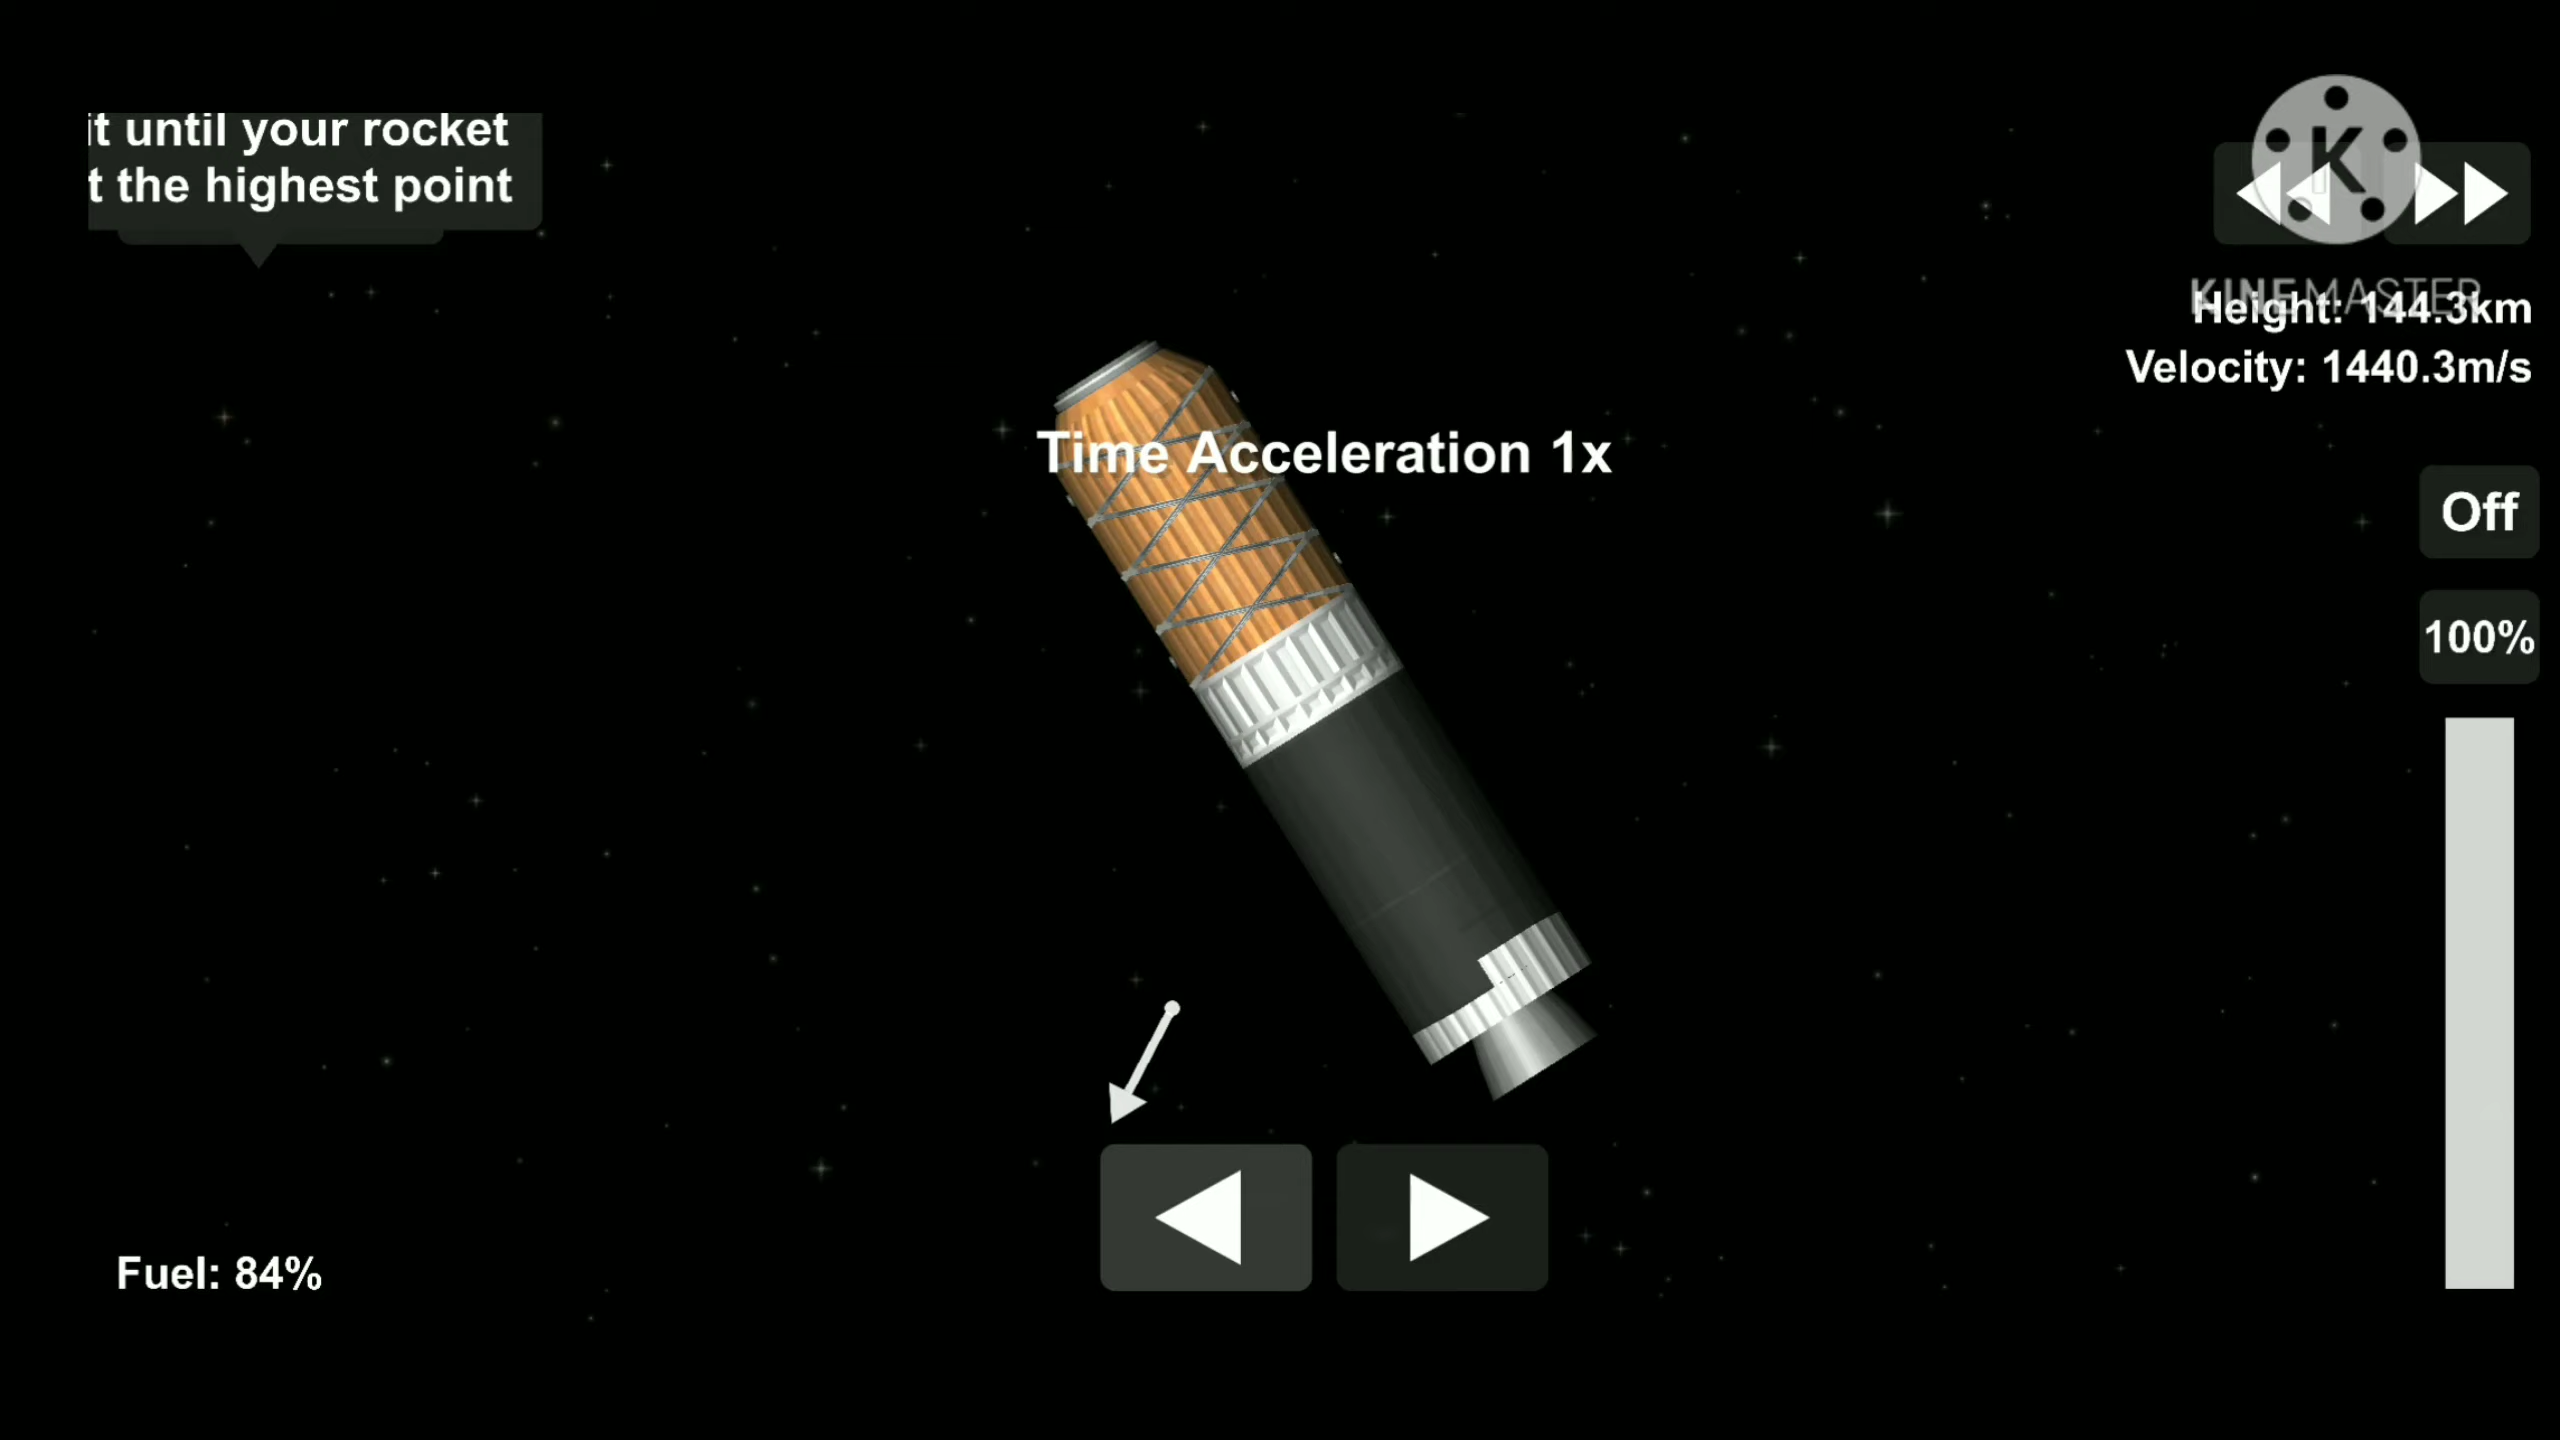 it until your rocket
t the highest point
K
KINEMASTER
Height: 144.3km
Velocity: 1440.3m/s
Time Acceleration 1x
Off
100%
Fuel: 84%